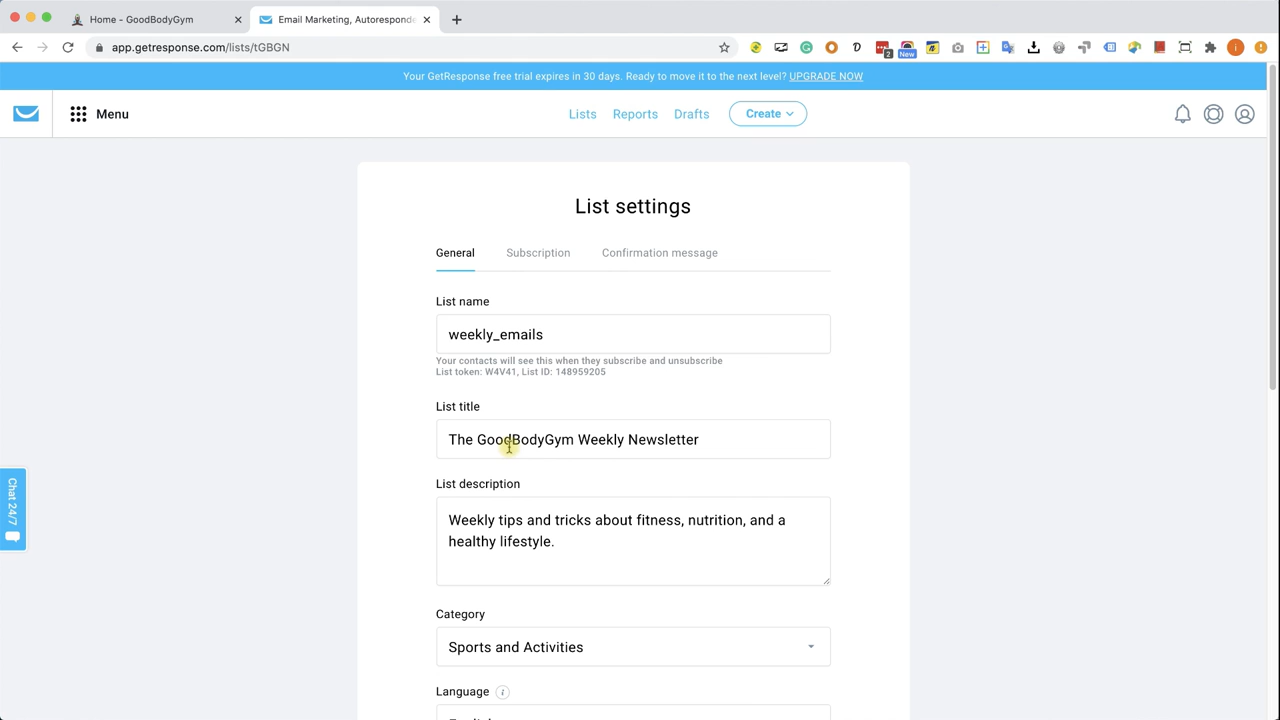 Home - GoodBodyGym
Email Marketing, Autoresponde
app.getresponse.com/lists/tGBGN
2
New
Your GetResponse free trial expires in 30 days. Ready to move it to the next level? UPGRADE NOW
Menu
Lists
Reports
Drafts
Create
List settings
General
Subscription
Confirmation message
List name
weekly_emails
Your contacts will see this when they subscribe and unsubscribe
List token: W4V41, List ID: 148959205
List title
The GoodBodyGym Weekly Newsletter
List description
Weekly tips and tricks about fitness, nutrition, and a
healthy lifestyle.
Category
Sports and Activities
Language
Chat 24/7